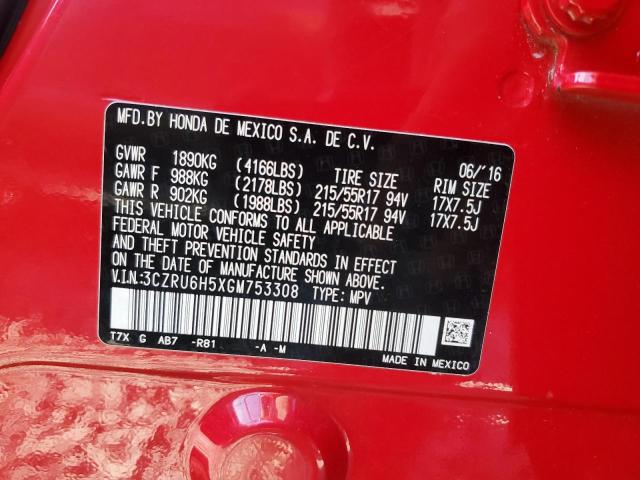 MFD.BY HONDA DE MEXICO S.A. DE C.V.
06/'16
GVWR 1890KG (4166LBS) TIRE SIZE RIM SIZE
GAWR F 988KG (2178LBS) 215/55R17 94V 17X7.5J
GAWR R 902KG (1988LBS) 215/55R17 94V 17X7.5J
THIS VEHICLE CONFORMS TO ALL APPLICABLE
FEDERAL MOTOR VEHICLE SAFETY
AND THEFT PREVENTION STANDARDS IN EFFECT
ON THE DATE OF MANUFACTURE SHOWN ABOVE.
V.I.N.:3CZRU6H5XGM753308 TYPE: MPV
T7X G AB7 -R81 -A -M
MADE IN MEXICO